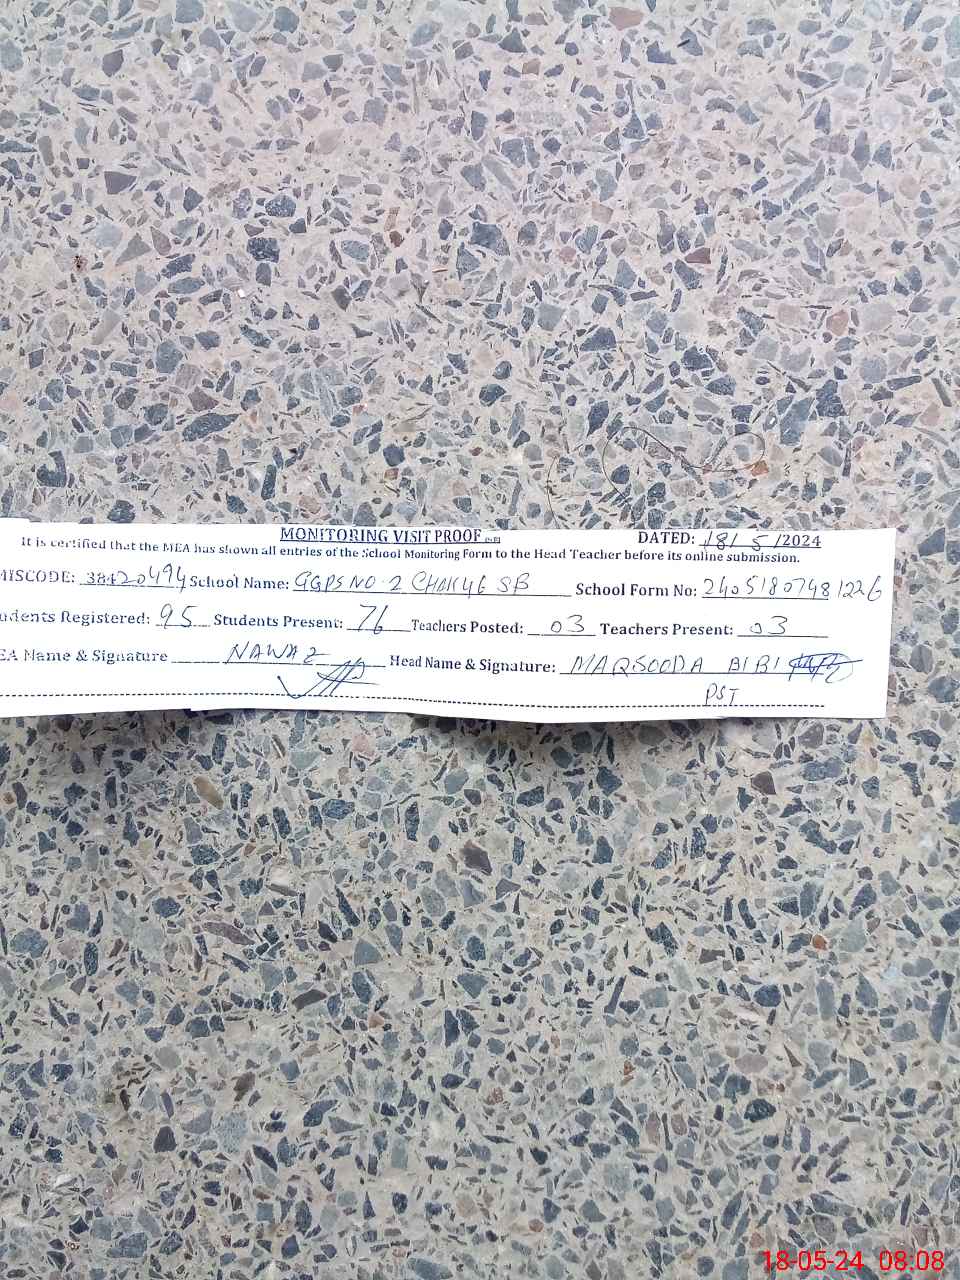 MONITORING VISIT PROOF
DATED: 18/5/2024
It is certified that the MEA has shown all entries of the School Monitoring Form to the Head Teacher before its online submission.
MISCODE: 38420494 School Name: GGPS NO 2 CHAK 46 SB School Form No: 24051807481226
udents Registered: 95 Students Present: 76 Teachers Posted: 03 Teachers Present: 03
EA Name & Signature NAWAZ Head Name & Signature: MAQSOODA BIBI
PST
18-05-24 08:08